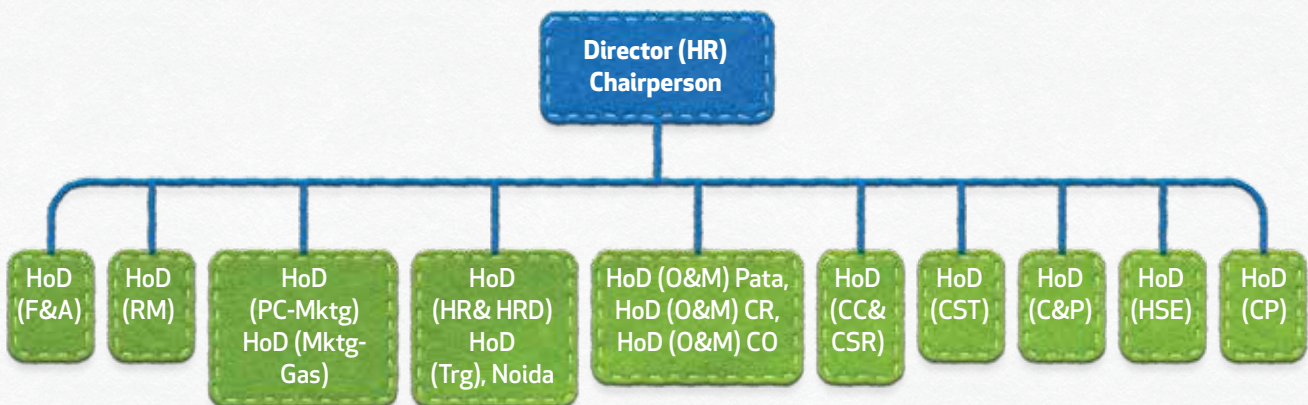 Director (HR)
Chairperson
HoD
(F&A)
HoD
(RM)
HoD
(PC-Mktg)
HoD (Mktg-
Gas)
HoD
(HR& HRD)
HoD
(Trg), Noida
HoD (O&M) Pata,
HoD (O&M) CR,
HoD (O&M) CO
HoD
(CC&
CSR)
HoD
(CST)
HoD
(C&P)
HoD
(HSE)
HoD
(CP)